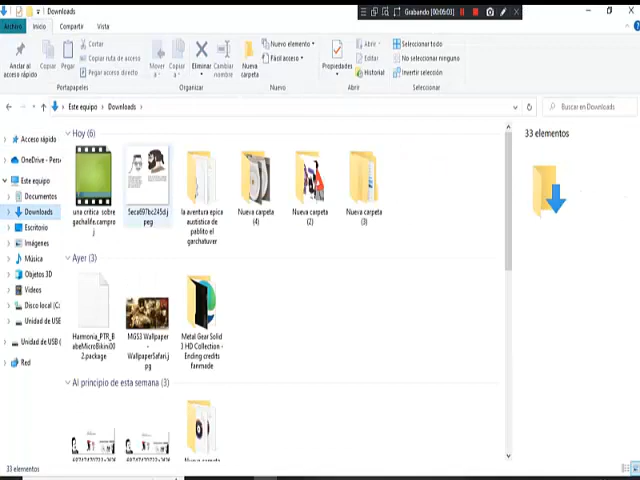 Downloads
Grabando [00:05:01]
Archivo Inicio Compartir Vista
Anclar al acceso rápido
Copiar
Pegar
Cortar
Copiar ruta de acceso
Pegar acceso directo
Portapapeles
Mover a
Copiar a
Eliminar
Cambiar nombre
Organizar
Nueva carpeta
Nuevo elemento
Fácil acceso
Nuevo
Propiedades
Abrir
Editar
Historial
Abrir
Seleccionar todo
No seleccionar ninguno
Invertir selección
Seleccionar
Este equipo > Downloads >
Buscar en Downloads
Acceso rápido
OneDrive - Pers
Este equipo
Documentos
Downloads
Escritorio
Imágenes
Música
Objetos 3D
Vídeos
Disco local (C:
Unidad de USB
Unidad de USB (
Red
Hoy (6)
una critica sobre gachalife.camproj
5eca697bc245d.jpeg
la aventura epica austistica de pablito el garchatuver
Nueva carpeta (4)
Nueva carpeta (2)
Nueva carpeta (3)
Ayer (3)
Harmonia_PTR_BabeMicroBikini002.package
MGS3 Wallpaper - WallpaperSafari.jpg
Metal Gear Solid 3 HD Collection - Ending credits fanmade
Al principio de esta semana (3)
33 elementos
33 elementos